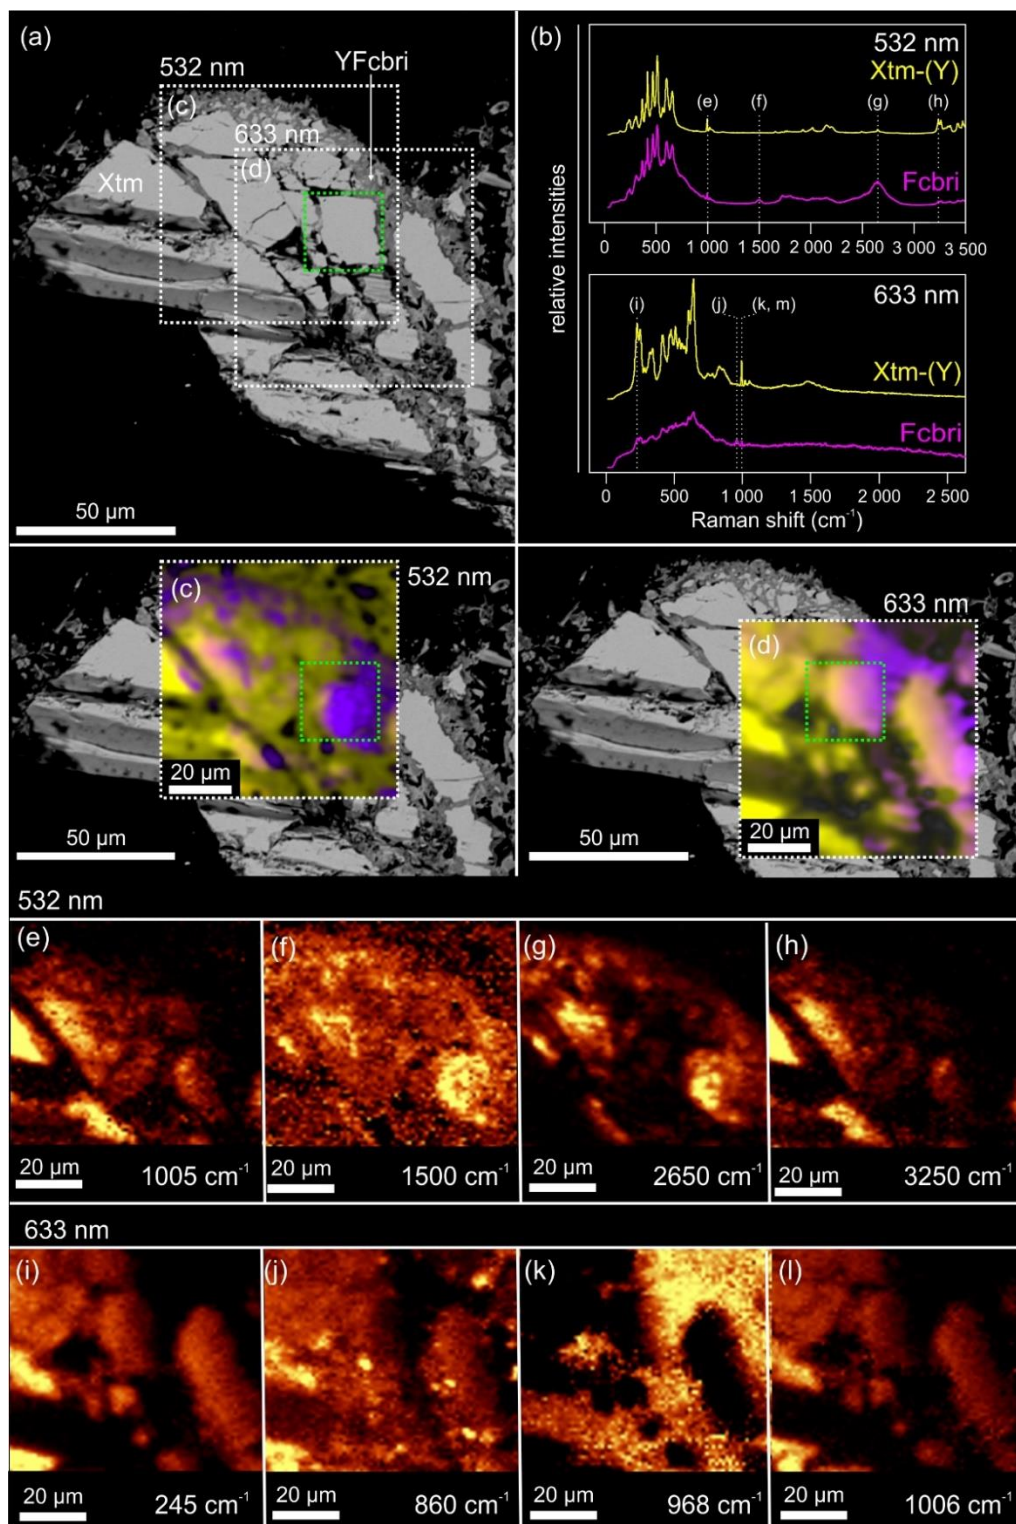 (a)
YFcbri
532 nm
(c)
633 nm
(d)
Xtm
50 µm
(b)
532 nm
Xtm-(Y)
(e)
(f)
(g)
(h)
Fcbri
0
500
1 000
1 500
2 000
2 500
3 000
3 500
relative intensities
633 nm
(i)
(j)
(k, m)
Xtm-(Y)
Fcbri
0
500
1 000
1 500
2 000
2 500
Raman shift (cm⁻¹)
(c)
532 nm
20 µm
50 µm
633 nm
(d)
20 µm
50 µm
532 nm
(e)
20 µm
1005 cm⁻¹
(f)
20 µm
1500 cm⁻¹
(g)
20 µm
2650 cm⁻¹
(h)
20 µm
3250 cm⁻¹
633 nm
(i)
20 µm
245 cm⁻¹
(j)
20 µm
860 cm⁻¹
(k)
20 µm
968 cm⁻¹
(l)
20 µm
1006 cm⁻¹